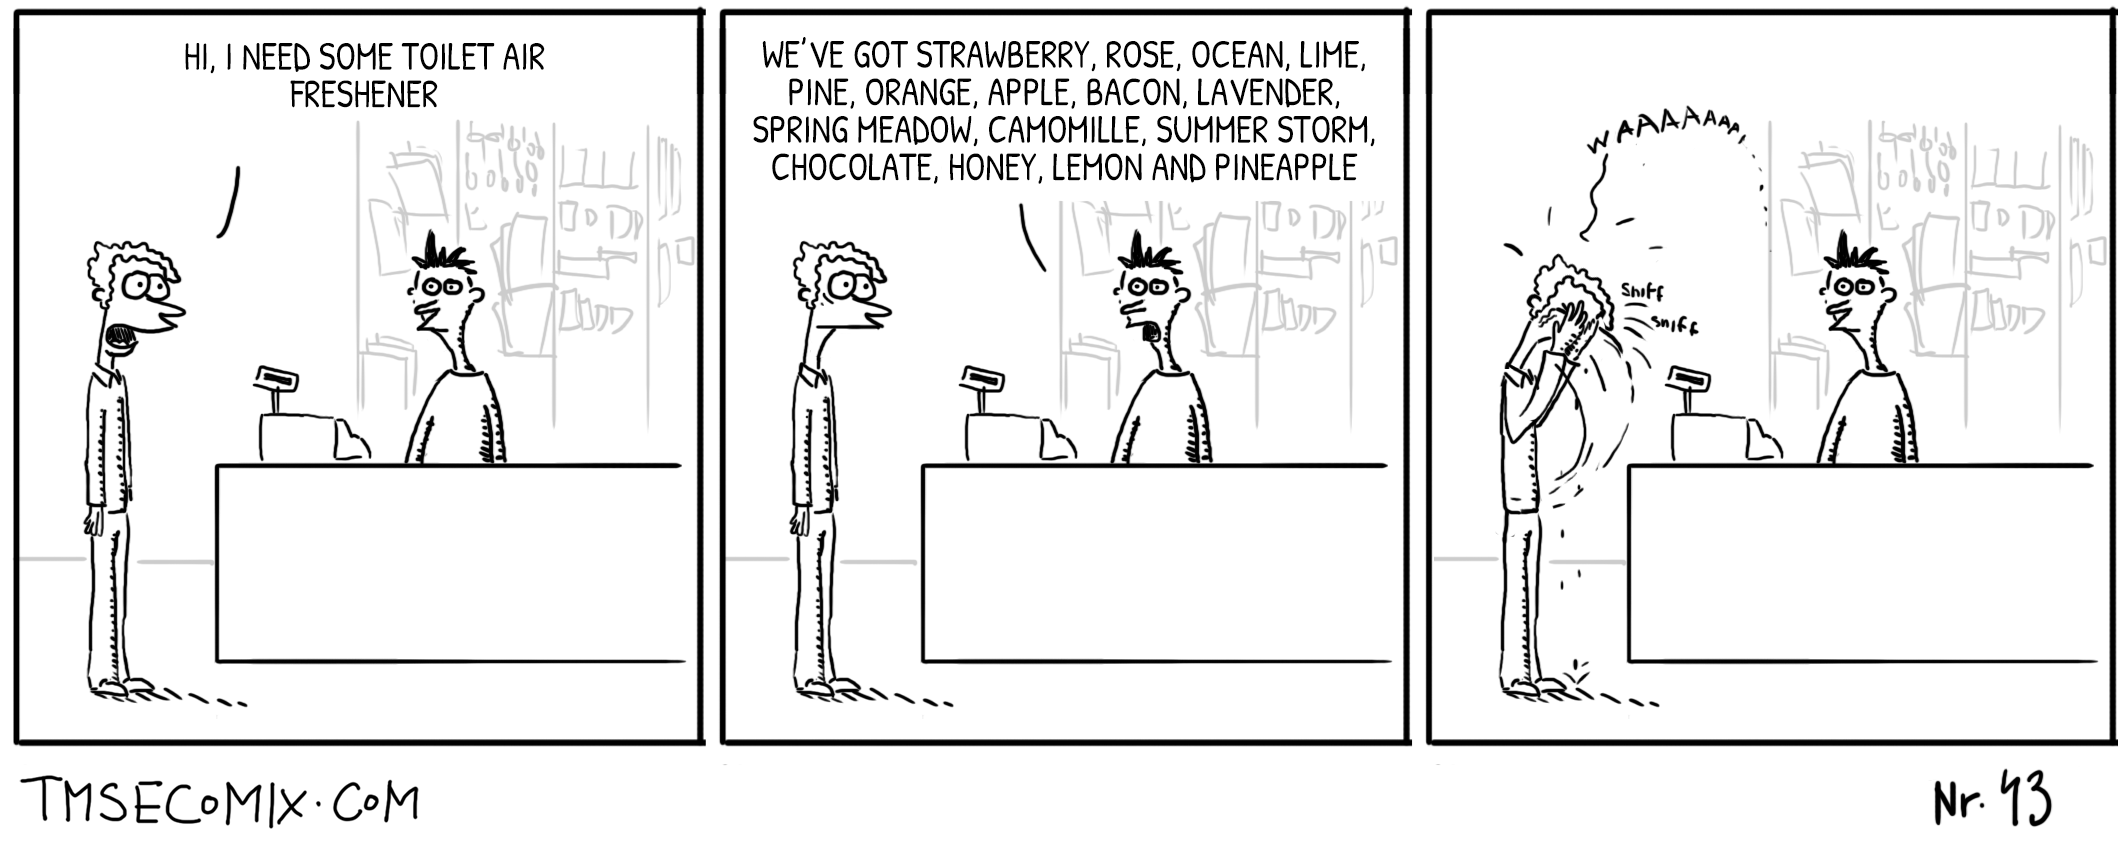 HI, I NEED SOME TOILET AIR
FRESHENER
WE'VE GOT STRAWBERRY, ROSE, OCEAN, LIME,
PINE, ORANGE, APPLE, BACON, LAVENDER,
SPRING MEADOW, CAMOMILLE, SUMMER STORM,
CHOCOLATE, HONEY, LEMON AND PINEAPPLE
WAAAAAAA,
Sniff
sniff
TMSECOMIX.COM
Nr. 43